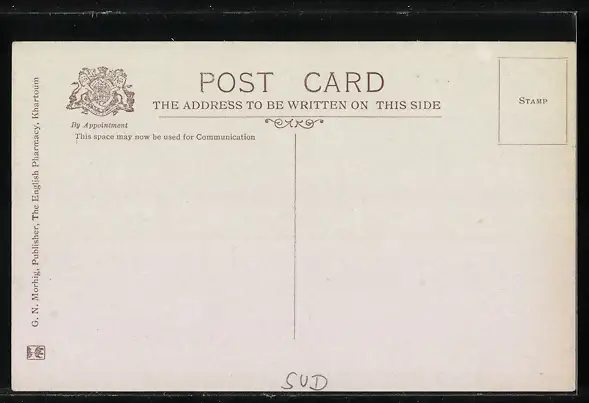 POST CARD
THE ADDRESS TO BE WRITTEN ON THIS SIDE
By Appointment
This space may now be used for Communication
STAMP
G. N. Morhig, Publisher, The English Pharmacy, Khartoum
SUD